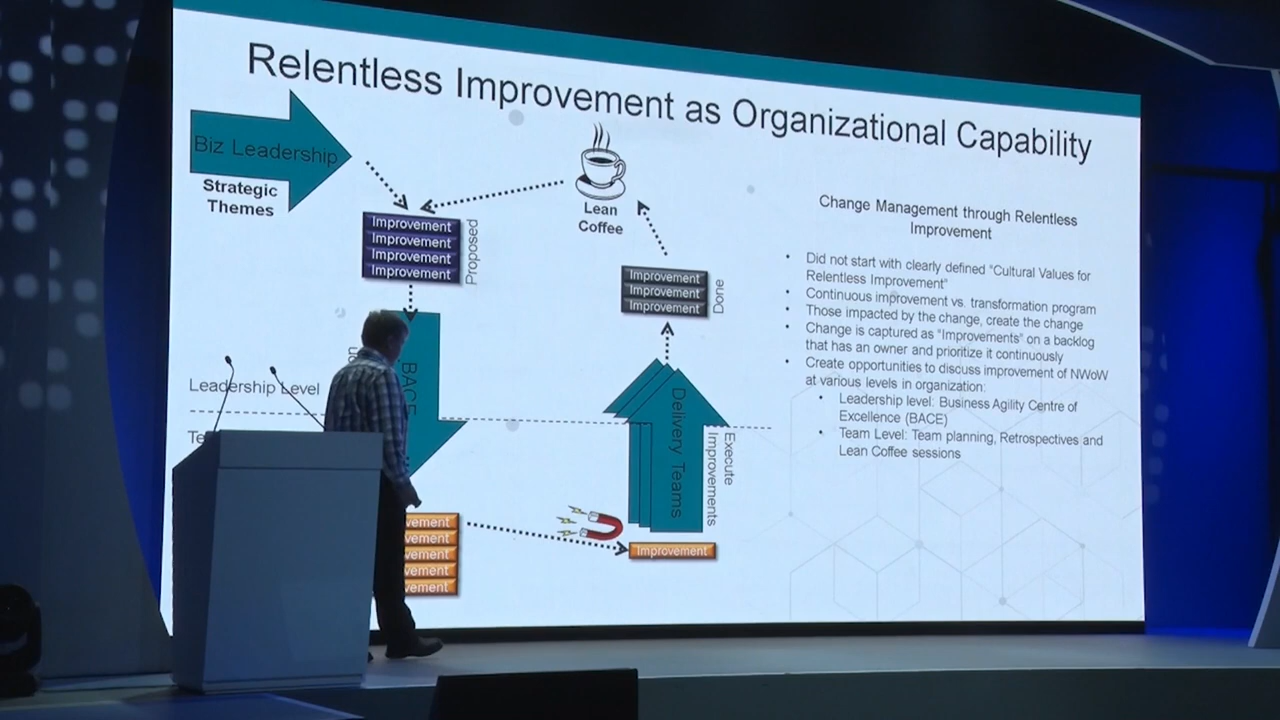 Relentless Improvement as Organizational Capability
Biz Leadership
Strategic
Themes
Improvement
Improvement
Improvement
Improvement
Proposed
Lean
Coffee
Improvement
Improvement
Improvement
Done
BACE
Leadership Level
Delivery Teams
Execute
Improvements
vement
vement
vement
vement
vement
Improvement
Change Management through Relentless
Improvement
• Did not start with clearly defined "Cultural Values for
Relentless Improvement"
• Continuous improvement vs. transformation program
• Those impacted by the change, create the change
• Change is captured as "Improvements" on a backlog
that has an owner and prioritize it continuously
• Create opportunities to discuss improvement of NWoW
at various levels in organization:
• Leadership level: Business Agility Centre of
Excellence (BACE)
• Team Level: Team planning, Retrospectives and
Lean Coffee sessions